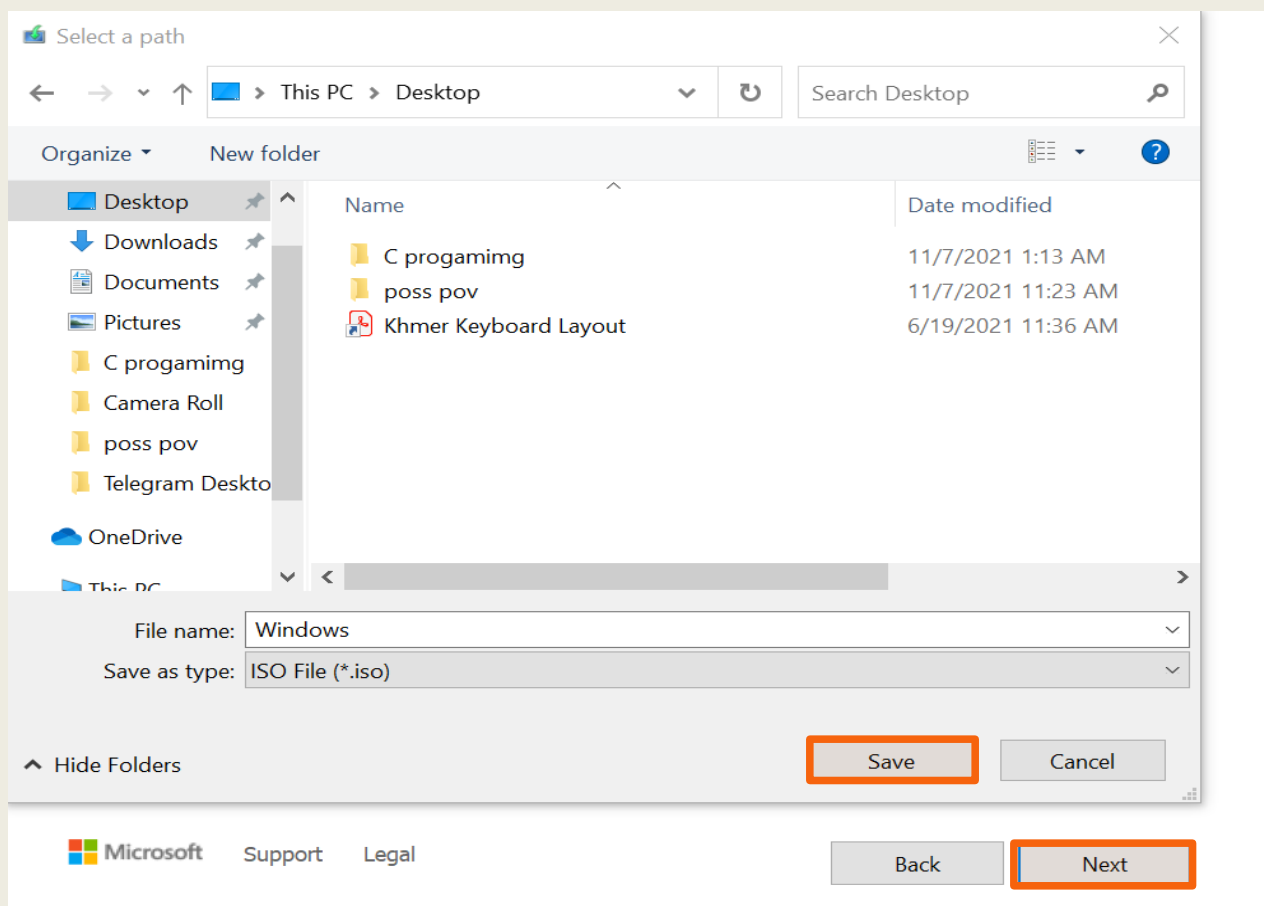 Select a path
This PC > Desktop
Search Desktop
Organize
New folder
Name
Date modified
Desktop
Downloads
Documents
Pictures
C progamimg
Camera Roll
poss pov
Telegram Deskto
OneDrive
This PC
C progamimg 11/7/2021 1:13 AM
poss pov 11/7/2021 11:23 AM
Khmer Keyboard Layout 6/19/2021 11:36 AM
File name: Windows
Save as type: ISO File (*.iso)
Hide Folders
Save
Cancel
Microsoft
Support
Legal
Back
Next